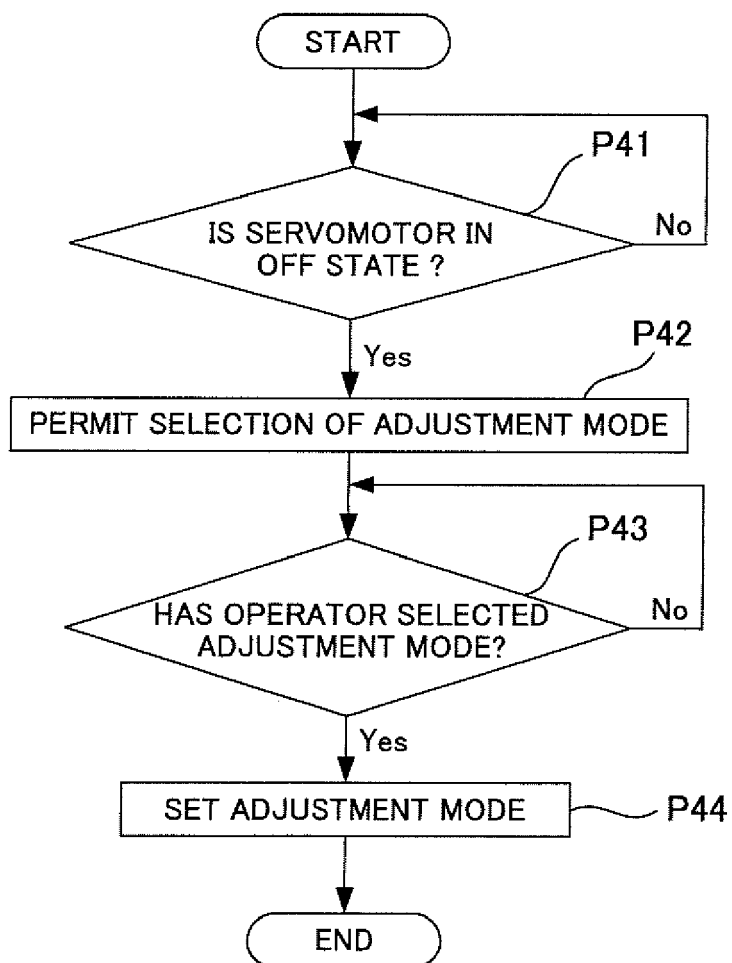 START
P41
IS SERVOMOTOR IN
OFF STATE ?
No
Yes
P42
PERMIT SELECTION OF ADJUSTMENT MODE
P43
HAS OPERATOR SELECTED
ADJUSTMENT MODE?
No
Yes
SET ADJUSTMENT MODE
P44
END